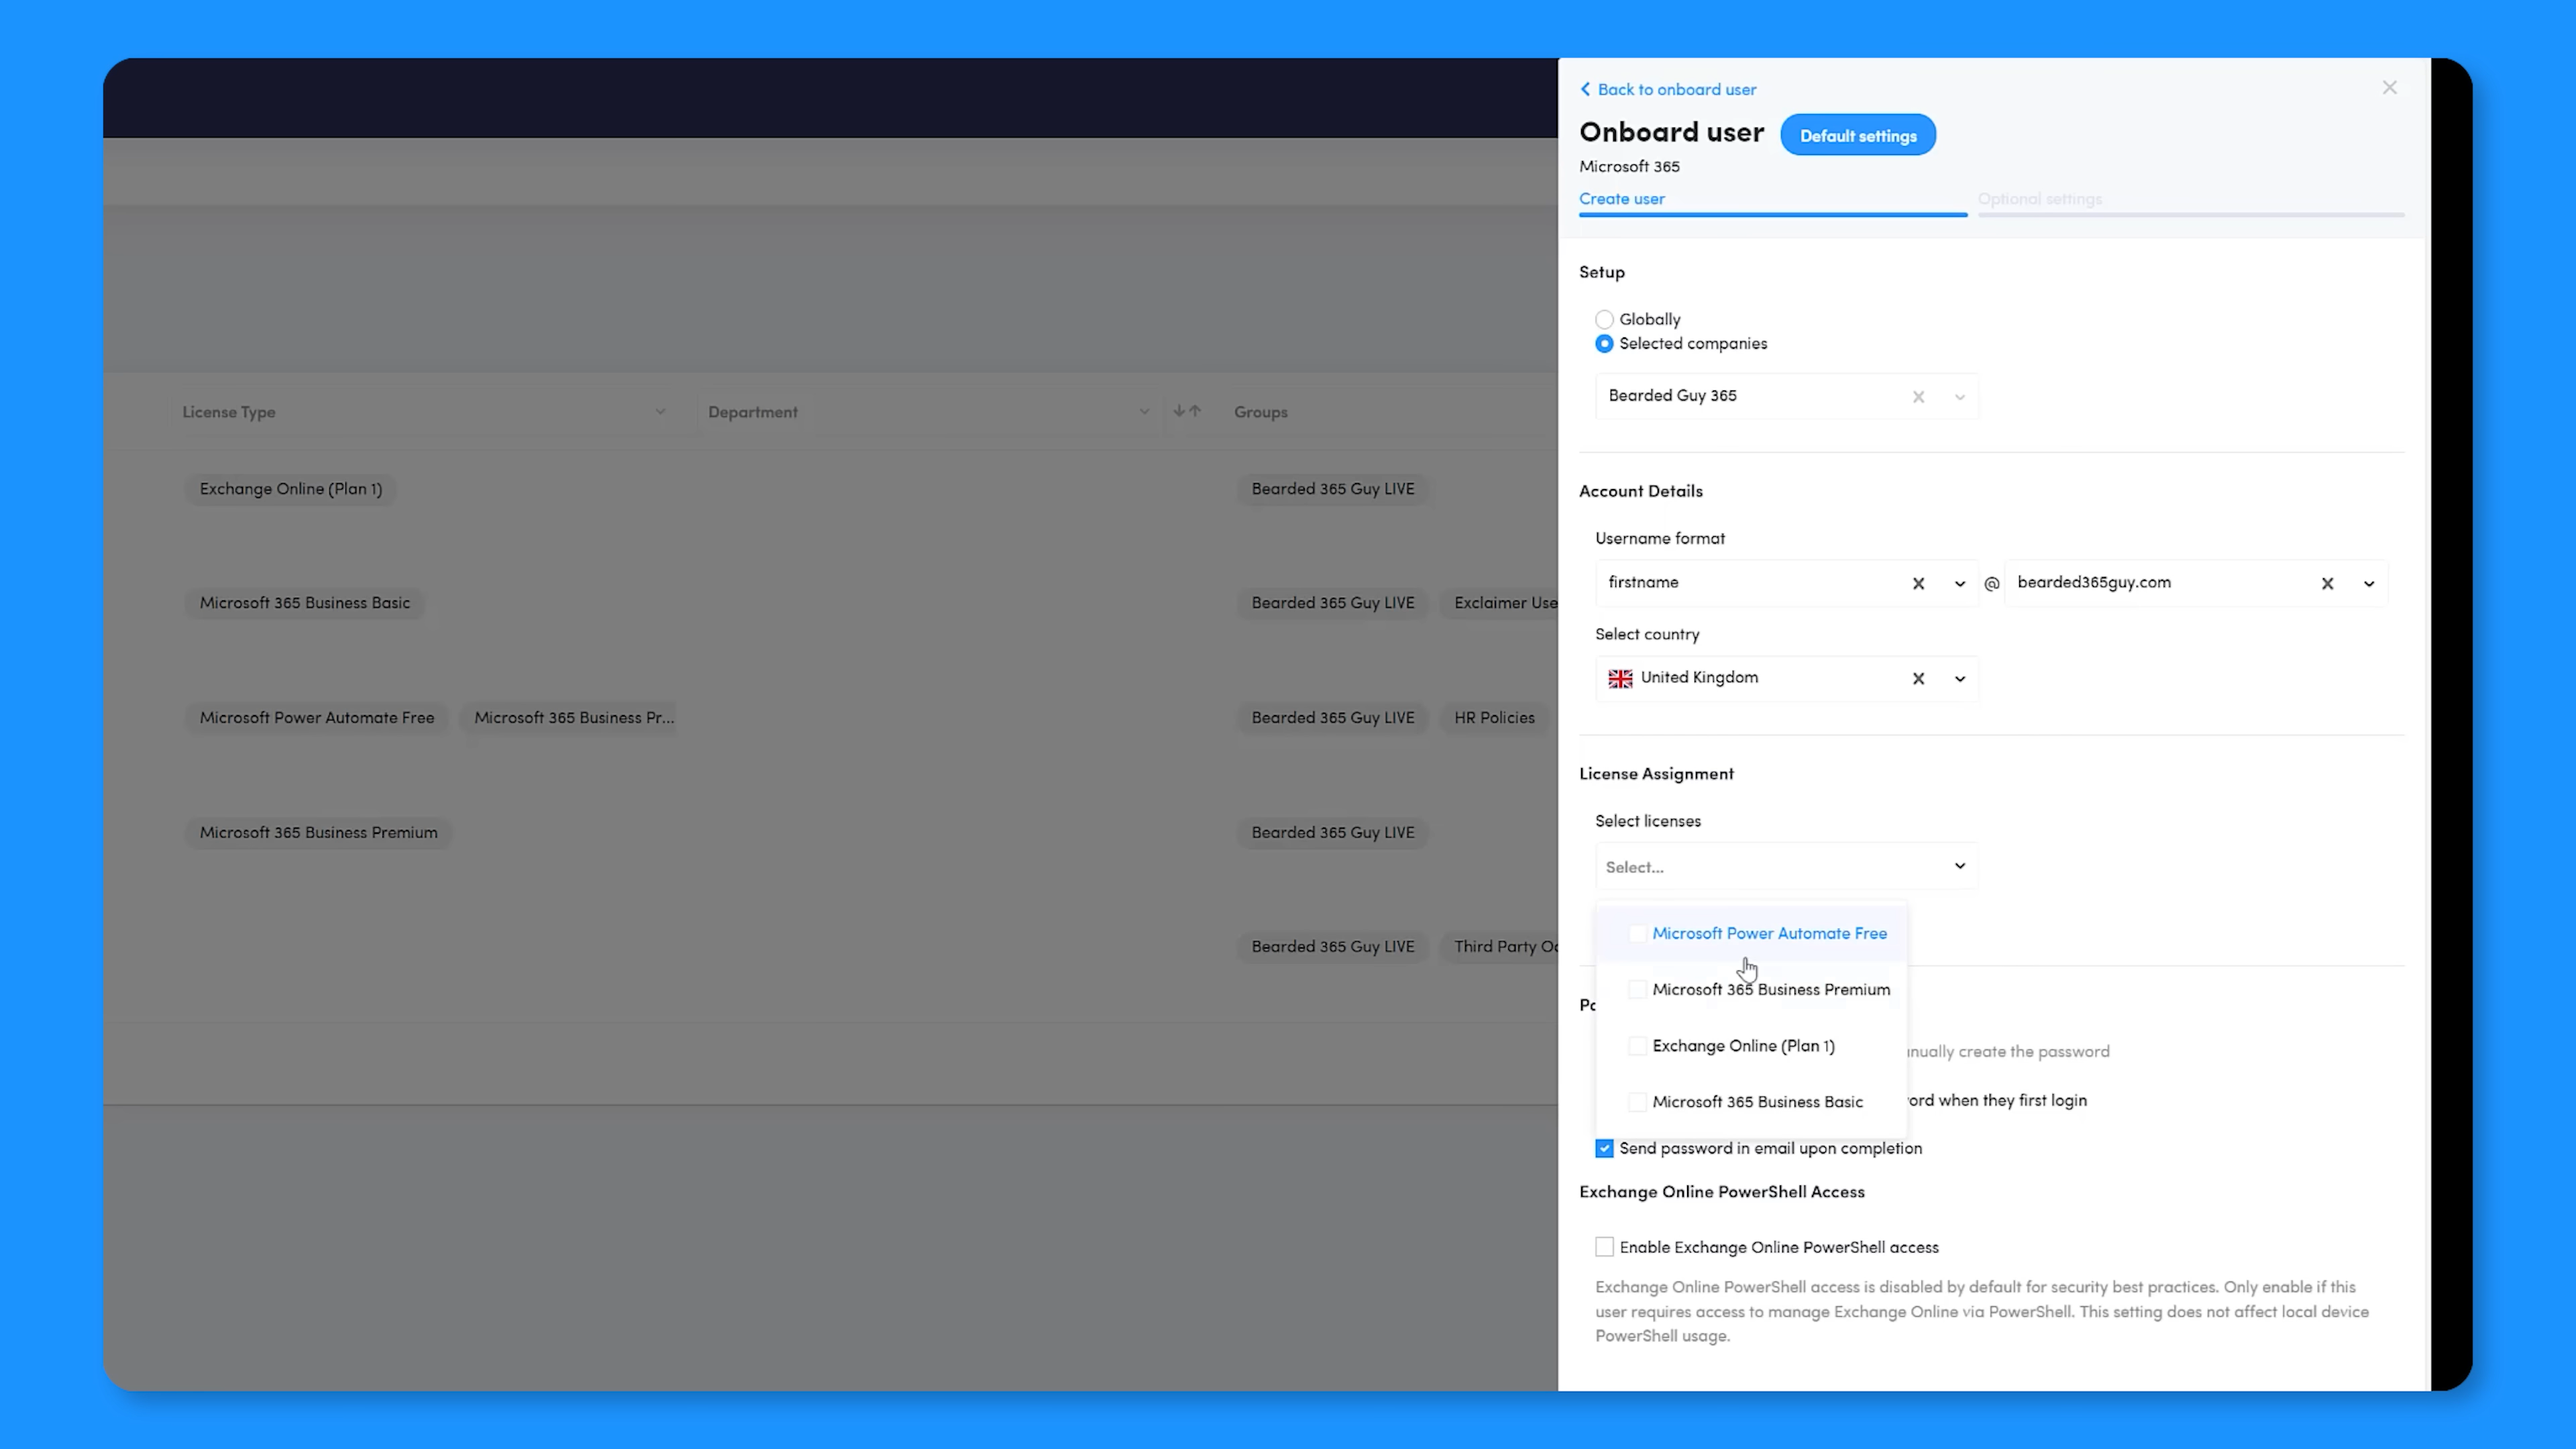 Back to onboard user
Onboard user
Default settings
Microsoft 365
Create user
Optional settings
Setup
Globally
Selected companies
Bearded Guy 365
License Type
Department
Groups
Exchange Online (Plan 1)
Bearded 365 Guy LIVE
Microsoft 365 Business Basic
Bearded 365 Guy LIVE
Exclaimer Use
Microsoft Power Automate Free
Microsoft 365 Business Pr...
Bearded 365 Guy LIVE
HR Policies
Microsoft 365 Business Premium
Bearded 365 Guy LIVE
Bearded 365 Guy LIVE
Third Party
Account Details
Username format
firstname
@
bearded365guy.com
Select country
United Kingdom
License Assignment
Select licenses
Select...
Microsoft Power Automate Free
Microsoft 365 Business Premium
Exchange Online (Plan 1)
Microsoft 365 Business Basic
create the password
when they first login
Send password in email upon completion
Exchange Online PowerShell Access
Enable Exchange Online PowerShell access
Exchange Online PowerShell access is disabled by default for security best practices. Only enable if this
user requires access to manage Exchange Online via PowerShell. This setting does not affect local device
PowerShell usage.